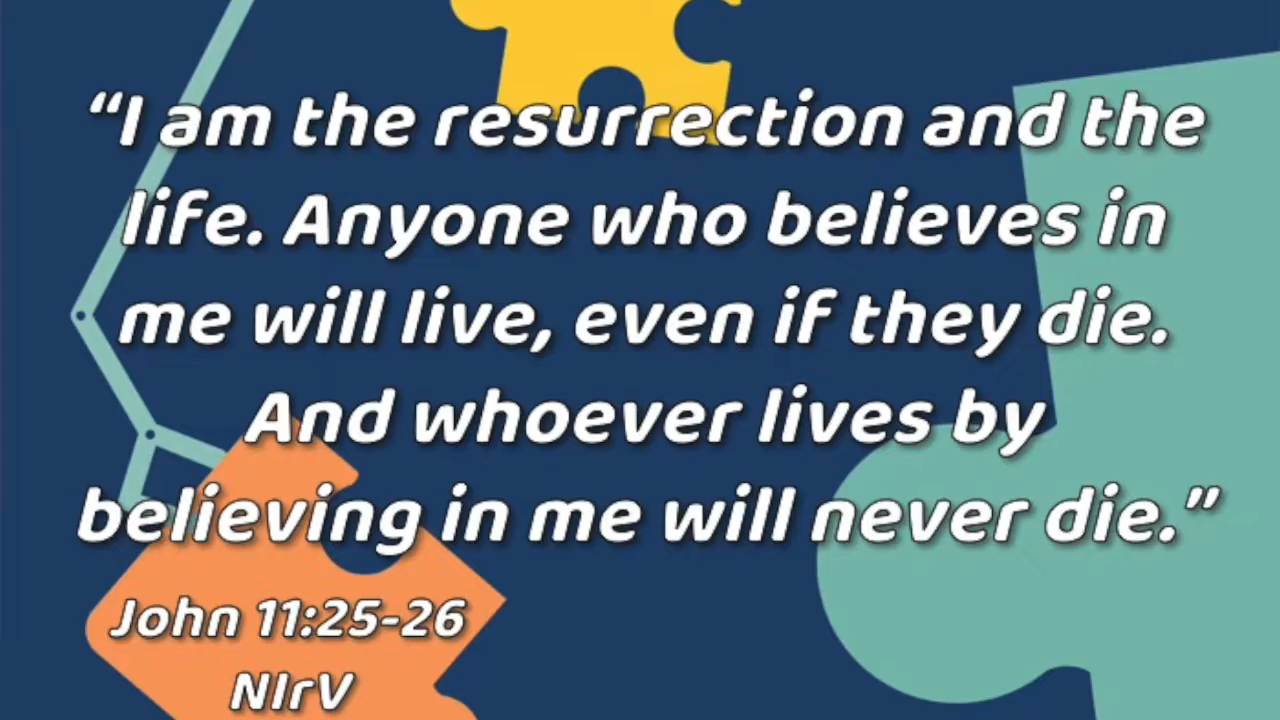 “I am the resurrection and the
life. Anyone who believes in
me will live, even if they die.
And whoever lives by
believing in me will never die.”
John 11:25-26
NIrV